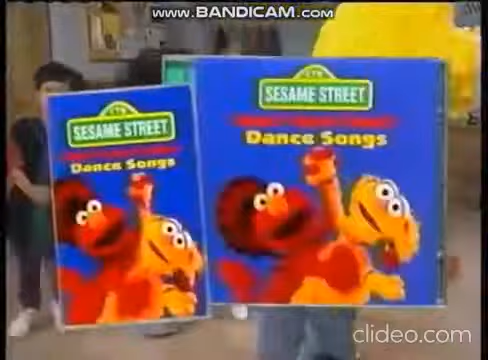 www.BANDICAM.com
CTW
SESAME STREET
Dance Songs
CTW
SESAME STREET
Dance Songs
clideo.com